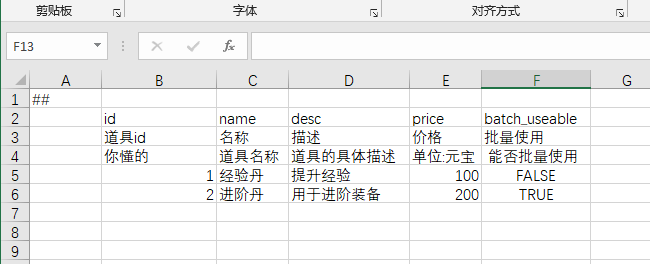 剪贴板 字体 对齐方式
F13 fx
A B C D E F G
1 ##
2 id name desc price batch_useable
3 道具id 名称 描述 价格 批量使用
4 你懂的 道具名称 道具的具体描述 单位:元宝 能否批量使用
5 1 经验丹 提升经验 100 FALSE
6 2 进阶丹 用于进阶装备 200 TRUE
7
8
9